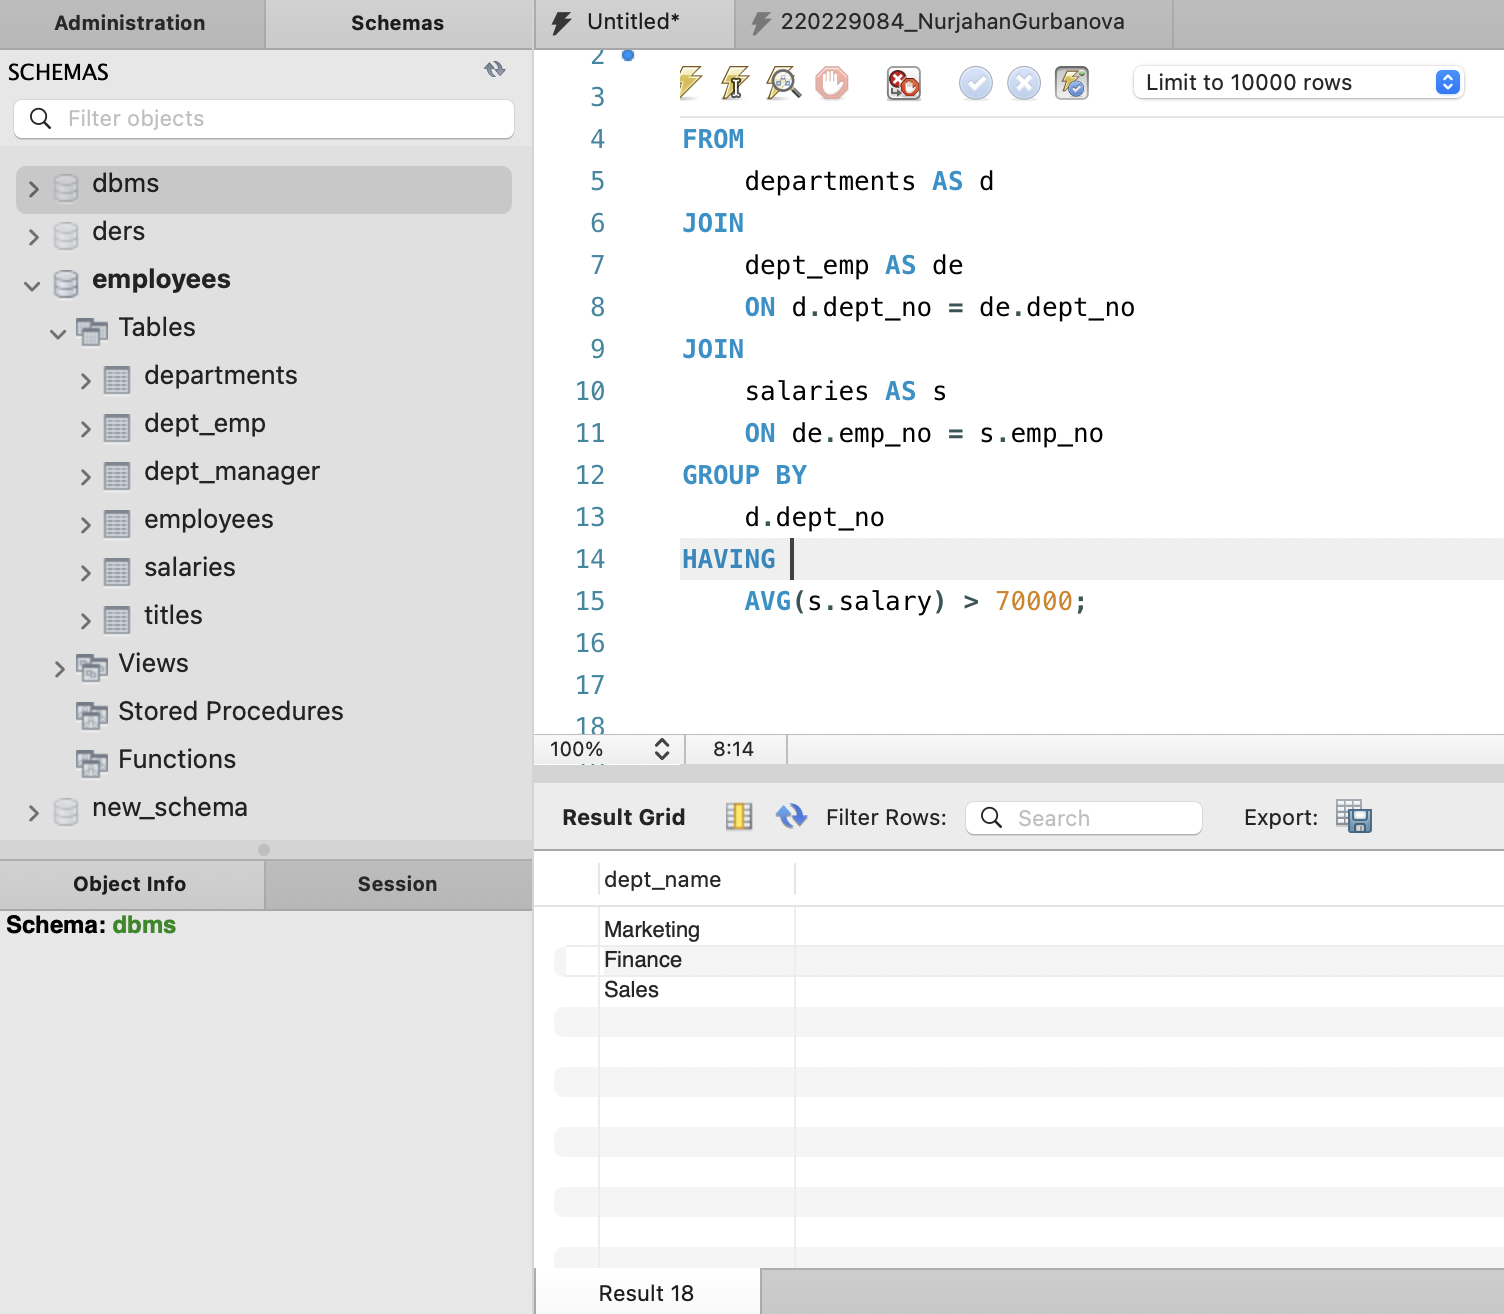 Administration
Schemas
SCHEMAS
Filter objects
dbms
ders
employees
Tables
departments
dept_emp
dept_manager
employees
salaries
titles
Views
Stored Procedures
Functions
new_schema
Object Info
Session
Schema: dbms
Untitled*
220229084_NurjahanGurbanova
Limit to 10000 rows
2
3
4 FROM
5 departments AS d
6 JOIN
7 dept_emp AS de
8 ON d.dept_no = de.dept_no
9 JOIN
10 salaries AS s
11 ON de.emp_no = s.emp_no
12 GROUP BY
13 d.dept_no
14 HAVING
15 AVG(s.salary) > 70000;
16
17
18
100%
8:14
Result Grid
Filter Rows:
Search
Export:
dept_name
Marketing
Finance
Sales
Result 18